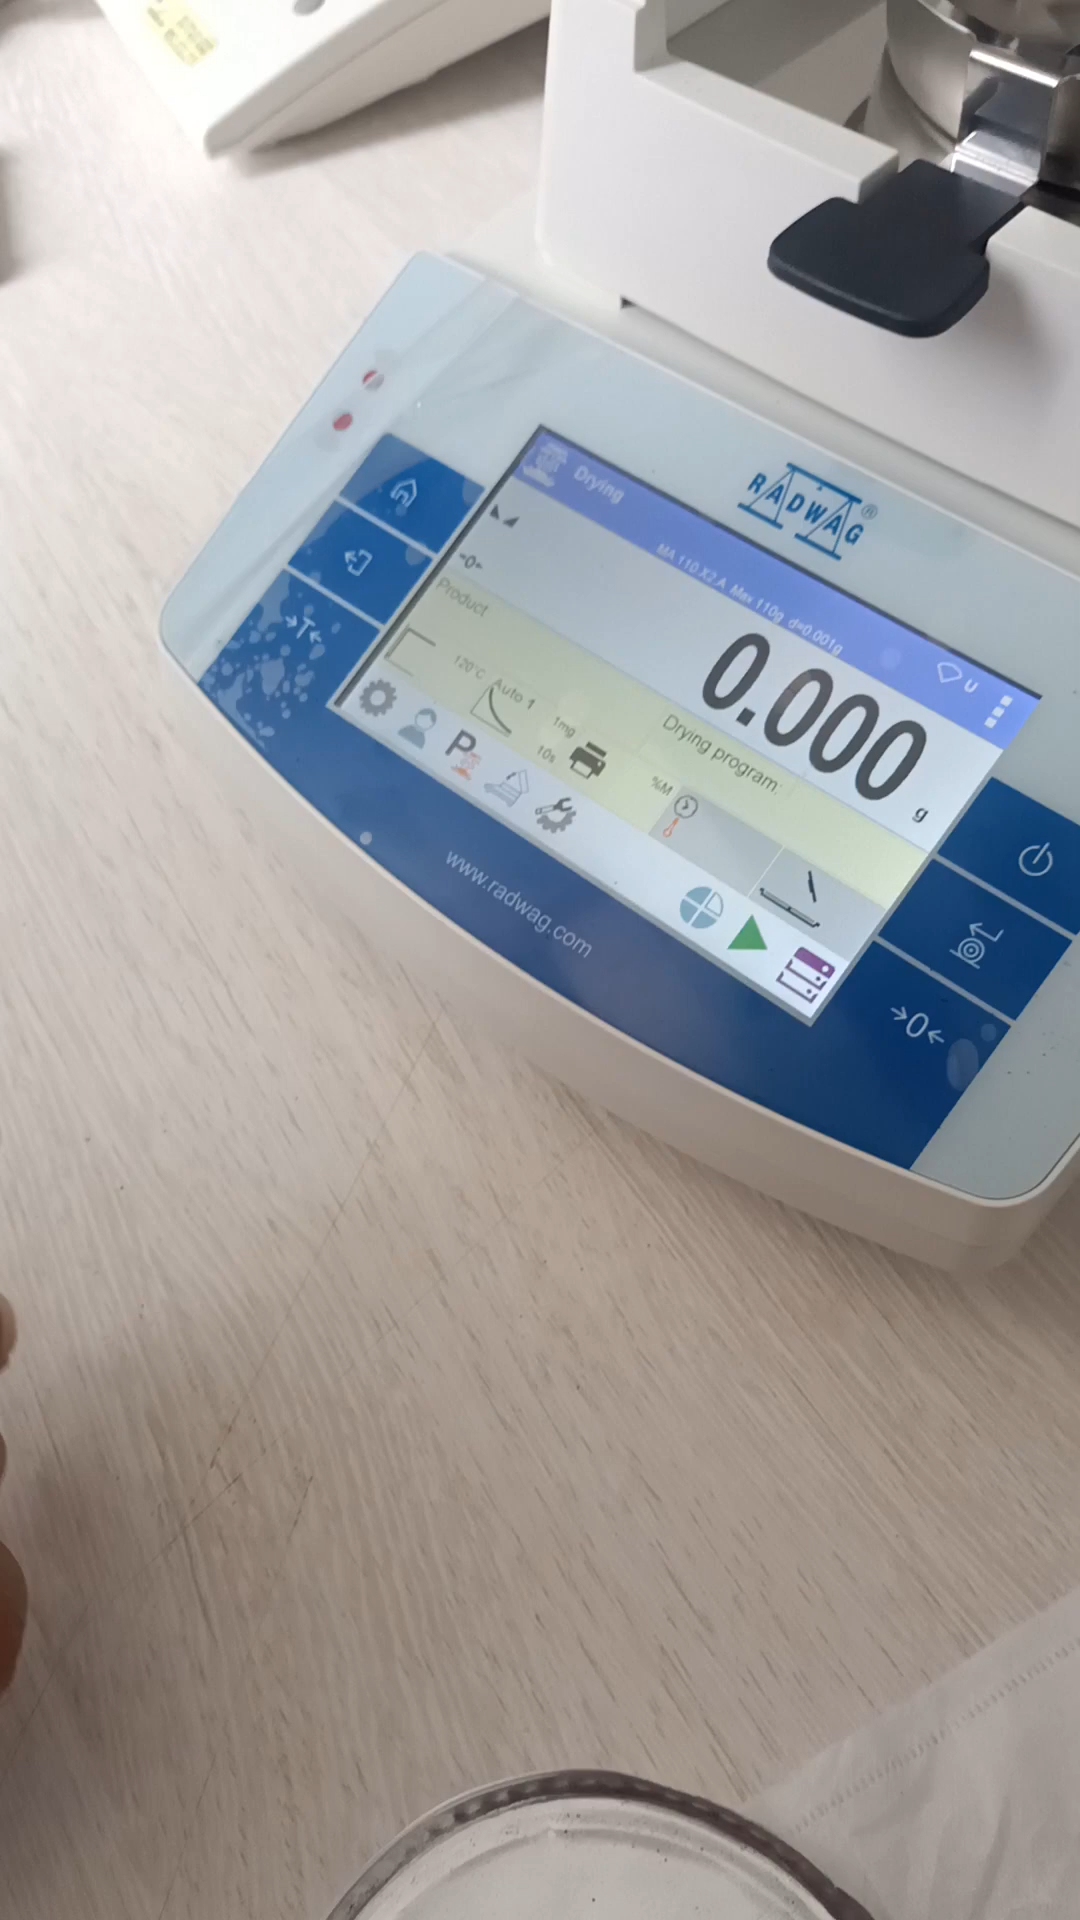 RADWAG®
Drying
MA 110.X2.A Max 110g d=0.001g
U
→T←
0.000 g
→0←
Product
120°C
Auto 1
1mg
10s
Drying program:
%M
P
→0←
www.radwag.com